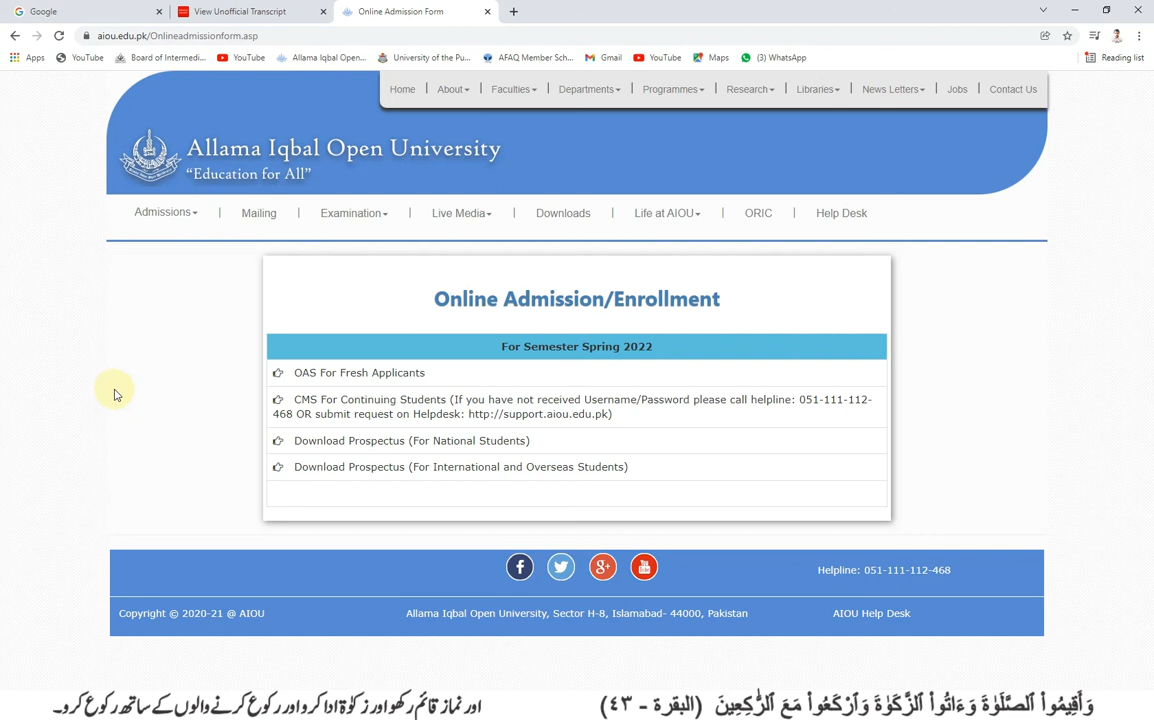 Google
View Unofficial Transcript
Online Admission Form
aiou.edu.pk/Onlineadmissionform.asp
Apps YouTube Board of Intermedi... YouTube Allama Iqbal Open... University of the Pu... AFAQ Member Sch... Gmail YouTube Maps (3) WhatsApp Reading list
Home | About | Faculties | Departments | Programmes | Research | Libraries | News Letters | Jobs | Contact Us
Allama Iqbal Open University
“Education for All”
Admissions | Mailing | Examination | Live Media | Downloads | Life at AIOU | ORIC | Help Desk
Online Admission/Enrollment
For Semester Spring 2022
OAS For Fresh Applicants
CMS For Continuing Students (If you have not received Username/Password please call helpline: 051-111-112-
468 OR submit request on Helpdesk: http://support.aiou.edu.pk)
Download Prospectus (For National Students)
Download Prospectus (For International and Overseas Students)
f g+ You Tube
Helpline: 051-111-112-468
Copyright © 2020-21 @ AIOU Allama Iqbal Open University, Sector H-8, Islamabad- 44000, Pakistan AIOU Help Desk
وَأَقِيمُوا۟ ٱلصَّلَوٰةَ وَءَاتُوا۟ ٱلزَّكَوٰةَ وَٱرْكَعُوا۟ مَعَ ٱلرَّٰكِعِينَ (البقرة - ٤٣)
اور نماز قائم رکھو اور زکوٰۃ ادا کرو اور رکوع کرنے والوں کے ساتھ رکوع کرو۔